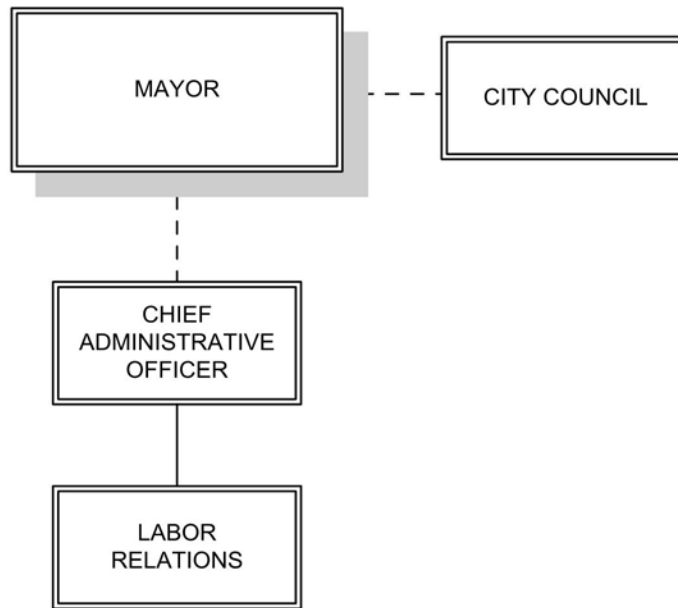 MAYOR
CITY COUNCIL
CHIEF
ADMINISTRATIVE
OFFICER
LABOR
RELATIONS